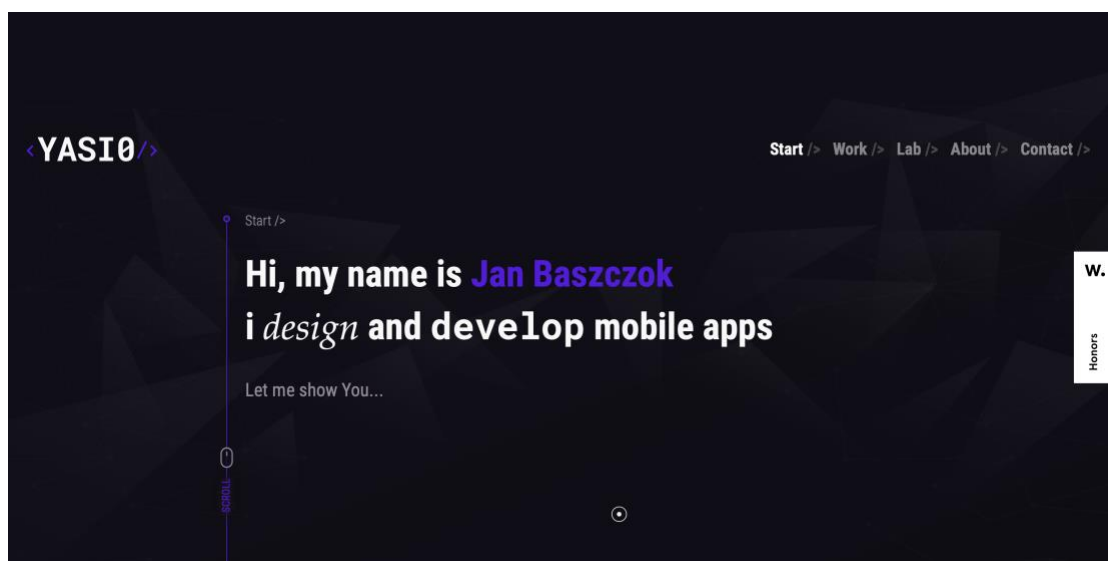 <YASI0/>
Start /> Work /> Lab /> About /> Contact />
Start />
Hi, my name is Jan Baszczok
i design and develop mobile apps
Let me show You...
W.
Honors
SCROLL